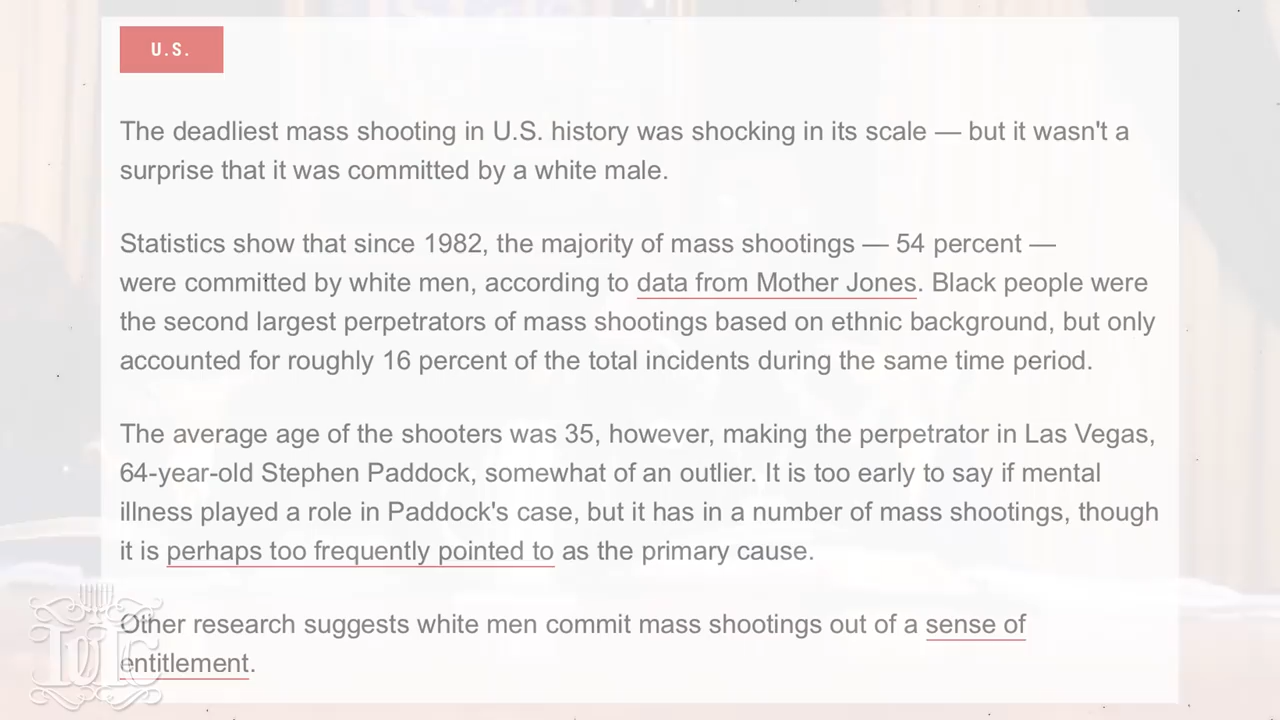 U.S.
The deadliest mass shooting in U.S. history was shocking in its scale — but it wasn't a
surprise that it was committed by a white male.
Statistics show that since 1982, the majority of mass shootings — 54 percent —
were committed by white men, according to data from Mother Jones. Black people were
the second largest perpetrators of mass shootings based on ethnic background, but only
accounted for roughly 16 percent of the total incidents during the same time period.
The average age of the shooters was 35, however, making the perpetrator in Las Vegas,
64-year-old Stephen Paddock, somewhat of an outlier. It is too early to say if mental
illness played a role in Paddock's case, but it has in a number of mass shootings, though
it is perhaps too frequently pointed to as the primary cause.
Other research suggests white men commit mass shootings out of a sense of
entitlement.